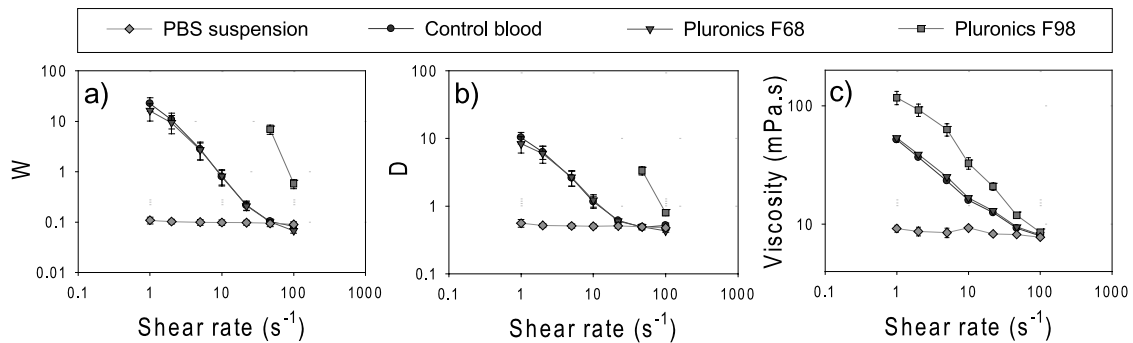 PBS suspension Control blood Pluronics F68 Pluronics F98
a) b) c)
W
100
10
1
0.1
0.01
0.1 1 10 100 1000
Shear rate (s⁻¹)
D
100
10
1
0.1
0.1 1 10 100 1000
Shear rate (s⁻¹)
Viscosity (mPa.s)
100
10
0.1 1 10 100 1000
Shear rate (s⁻¹)